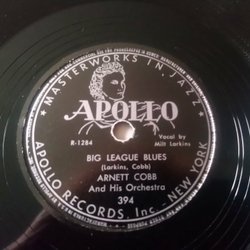 MASTERWORKS IN JAZZ
APOLLO
R-1284
Vocal by
Milt Larkins
BIG LEAGUE BLUES
(Larkins, Cobb)
ARNETT COBB
And His Orchestra
394
APOLLO RECORDS, Inc. - NEW YORK